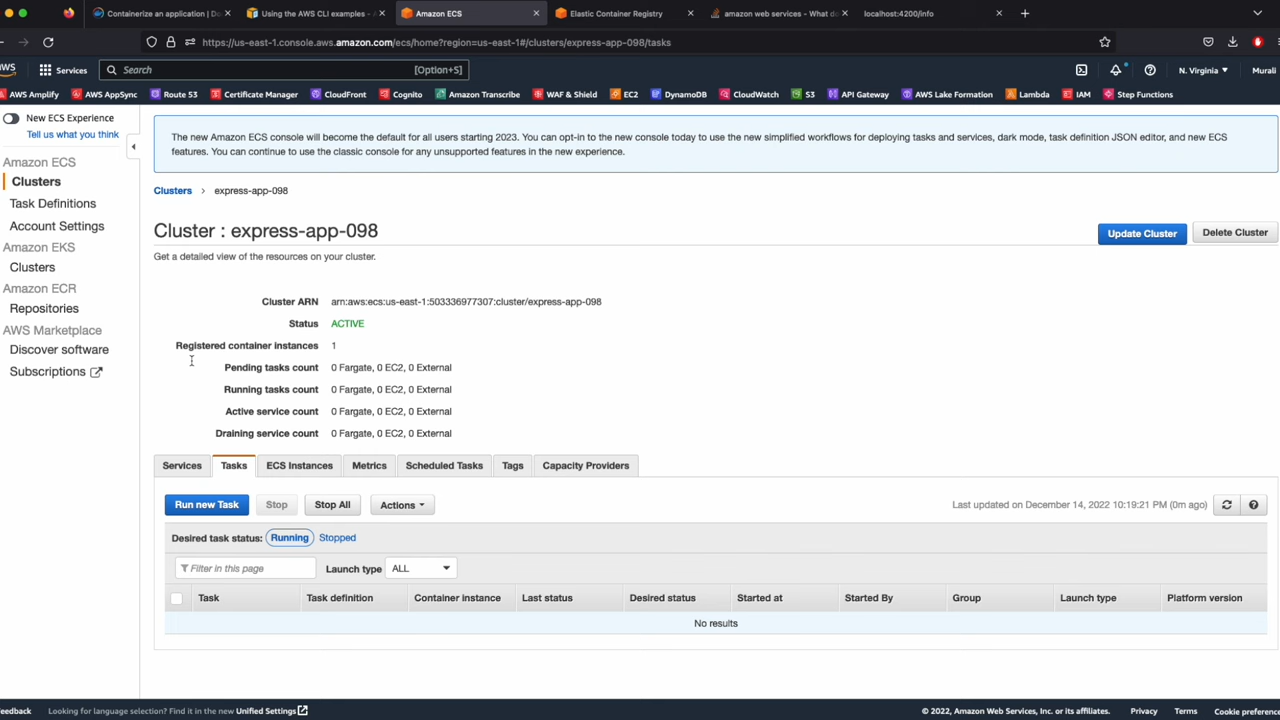 Containerize an application | Do
Using the AWS CLI examples - A
Amazon ECS
Elastic Container Registry
amazon web services - What do
localhost:4200/info
https://us-east-1.console.aws.amazon.com/ecs/home?region=us-east-1#/clusters/express-app-098/tasks
aws
Services
Search
[Option+S]
N. Virginia
Murali
AWS Amplify
AWS AppSync
Route 53
Certificate Manager
CloudFront
Cognito
Amazon Transcribe
WAF & Shield
EC2
DynamoDB
CloudWatch
S3
API Gateway
AWS Lake Formation
Lambda
IAM
Step Functions
New ECS Experience
Tell us what you think
Amazon ECS
Clusters
Task Definitions
Account Settings
Amazon EKS
Clusters
Amazon ECR
Repositories
AWS Marketplace
Discover software
Subscriptions
The new Amazon ECS console will become the default for all users starting 2023. You can opt-in to the new console today to use the new simplified workflows for deploying tasks and services, dark mode, task definition JSON editor, and new ECS
features. You can continue to use the classic console for any unsupported features in the new experience.
Clusters > express-app-098
Cluster : express-app-098
Update Cluster
Delete Cluster
Get a detailed view of the resources on your cluster.
Cluster ARN arn:aws:ecs:us-east-1:503336977307:cluster/express-app-098
Status ACTIVE
Registered container instances 1
Pending tasks count 0 Fargate, 0 EC2, 0 External
Running tasks count 0 Fargate, 0 EC2, 0 External
Active service count 0 Fargate, 0 EC2, 0 External
Draining service count 0 Fargate, 0 EC2, 0 External
Services
Tasks
ECS Instances
Metrics
Scheduled Tasks
Tags
Capacity Providers
Run new Task
Stop
Stop All
Actions
Last updated on December 14, 2022 10:19:21 PM (0m ago)
Desired task status: Running Stopped
Filter in this page
Launch type ALL
Task
Task definition
Container instance
Last status
Desired status
Started at
Started By
Group
Launch type
Platform version
No results
eedback
Looking for language selection? Find it in the new Unified Settings
© 2022, Amazon Web Services, Inc. or its affiliates.
Privacy
Terms
Cookie preference